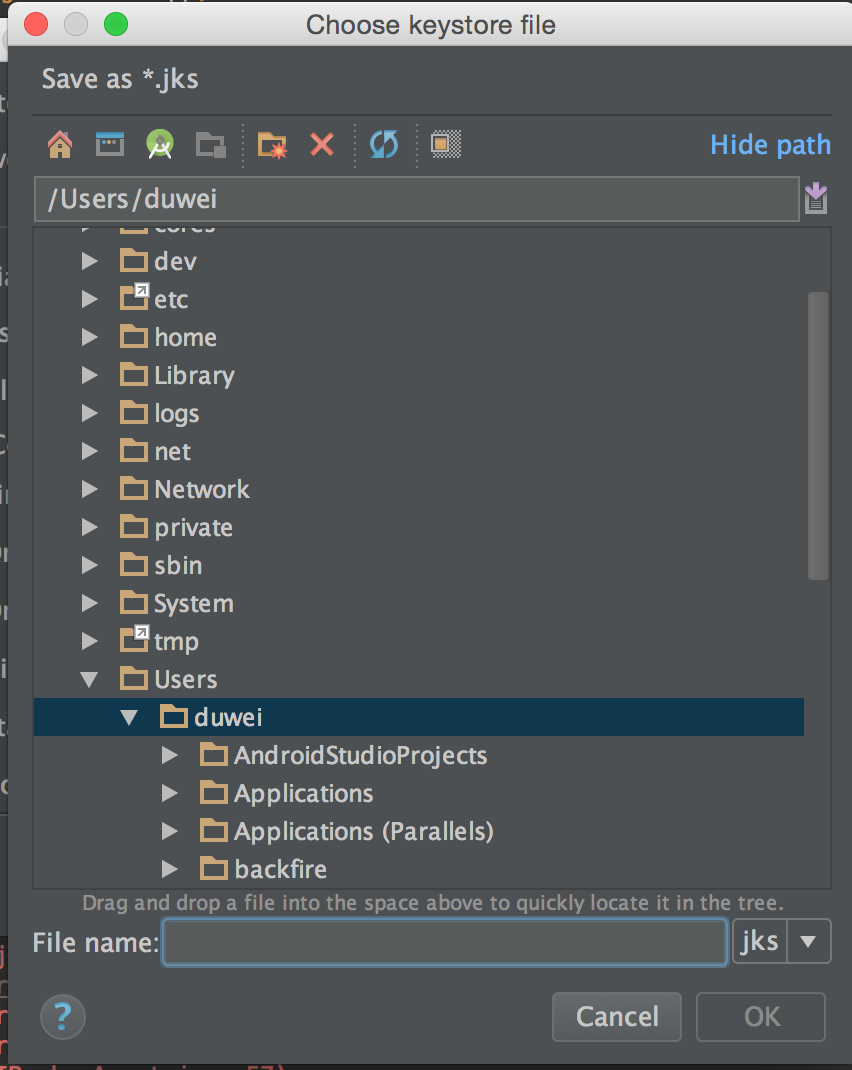 Choose keystore file
Save as *.jks
Hide path
/Users/duwei
cores
dev
etc
home
Library
logs
net
Network
private
sbin
System
tmp
Users
duwei
AndroidStudioProjects
Applications
Applications (Parallels)
backfire
Drag and drop a file into the space above to quickly locate it in the tree.
File name:
jks
?
Cancel
OK